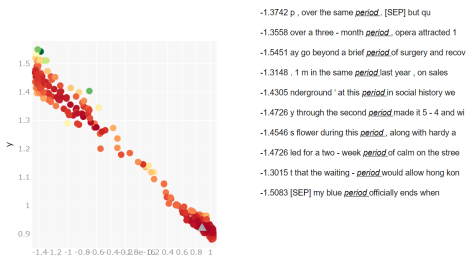 -1.3742 p , over the same period . [SEP] but qu
-1.3558 over a three - month period , opera attracted 1
-1.5451 ay go beyond a brief period of surgery and recov
-1.3148 . 1 m in the same period last year , on sales
-1.4305 nderground ' at this period in social history we
-1.4726 y through the second period made it 5 - 4 and wi
-1.4546 s flower during this period , along with hardy a
-1.4726 led for a two - week period of calm on the stree
-1.3015 t that the waiting - period would allow hong kon
-1.5083 [SEP] my blue period officially ends when
1.5
1.4
1.3
1.2
1.1
1
0.9
y
-1.4 -1.2 -1 -0.8 -0.6 -0.4 0.2 0.4 0.6 0.8 1